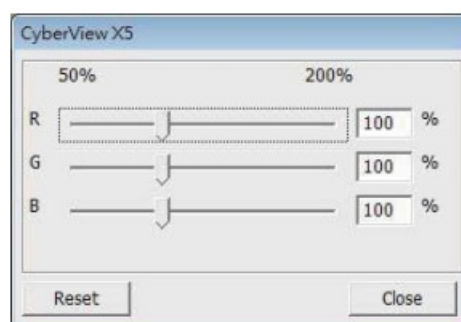 CyberView X5
50% 200%
R 100 %
G 100 %
B 100 %
Reset Close